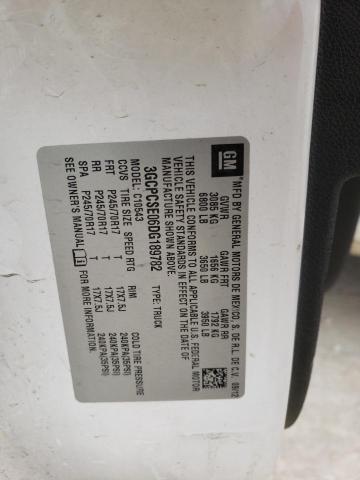 GM
MFD BY GENERAL MOTORS DE MEXICO, S. DE R.L. DE C.V. 09/12
GVWR GAWR FRT GAWR RR
3085 KG 1656 KG 1792 KG
6800 LB 3650 LB 3950 LB
THIS VEHICLE CONFORMS TO ALL APPLICABLE U.S. FEDERAL MOTOR
VEHICLE SAFETY STANDARDS IN EFFECT ON THE DATE OF
MANUFACTURE SHOWN ABOVE.
3GCPCSE06DG189782 TYPE: TRUCK
C10543
CCVS TIRE SIZE SPEED RTG RIM COLD TIRE PRESSURE
FRT P245/70R17 T 17X7.5J 240KPA(35PSI)
RR P245/70R17 T 17X7.5J 240KPA(35PSI)
SPA P245/70R17 T 17X7.5J 240KPA(35PSI)
SEE OWNER'S MANUAL FOR MORE INFORMATION.